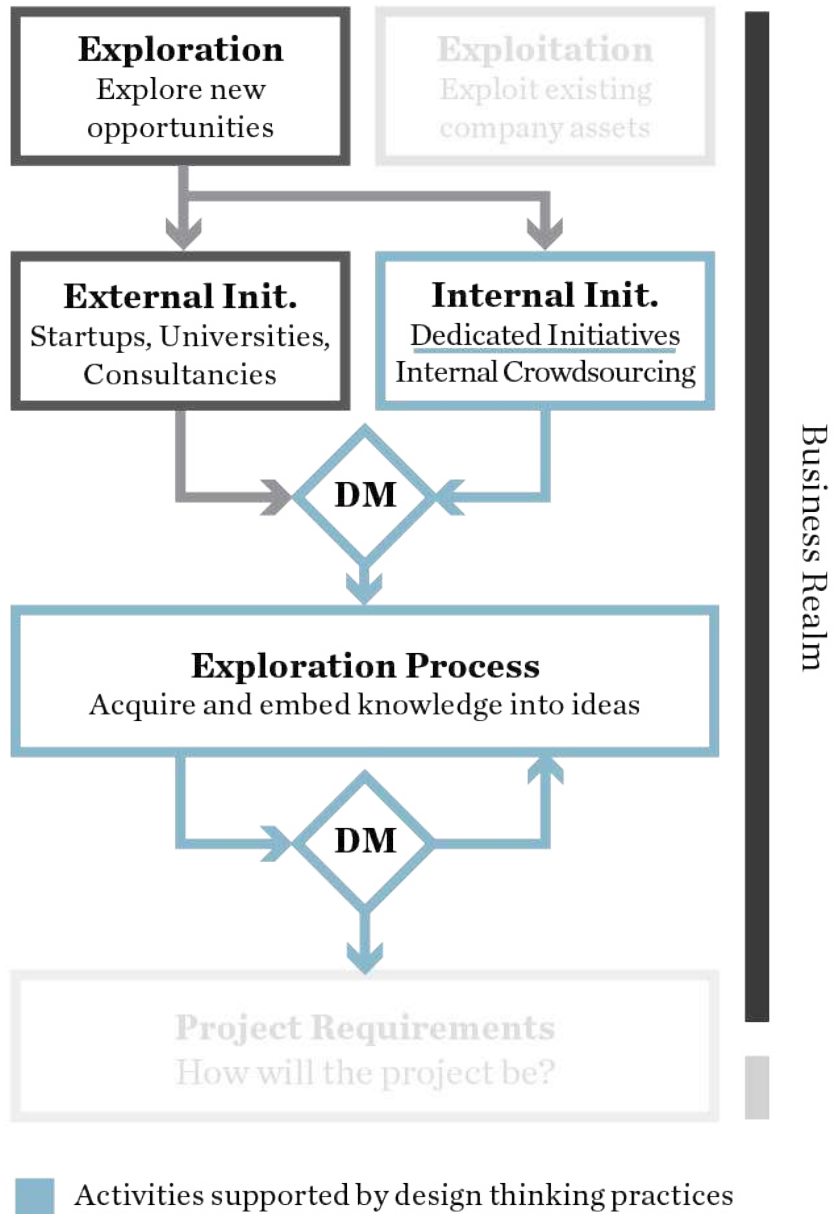 Exploration
Explore new
opportunities
Exploitation
Exploit existing
company assets
External Init.
Startups, Universities,
Consultancies
Internal Init.
Dedicated Initiatives
Internal Crowdsourcing
DM
Exploration Process
Acquire and embed knowledge into ideas
DM
Project Requirements
How will the project be?
Business Realm
Activities supported by design thinking practices